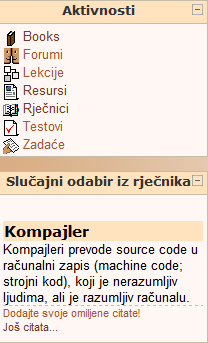 Aktivnosti
Books
Forumi
Lekcije
Resursi
Rječnici
Testovi
Zadaće
Slučajni odabir iz rječnika
Kompajler
Kompajleri prevode source code u
računalni zapis (machine code;
strojni kod), koji je nerazumljiv
ljudima, ali je razumljiv računalu.
Dodajte svoje omiljene citate!
Još citata...